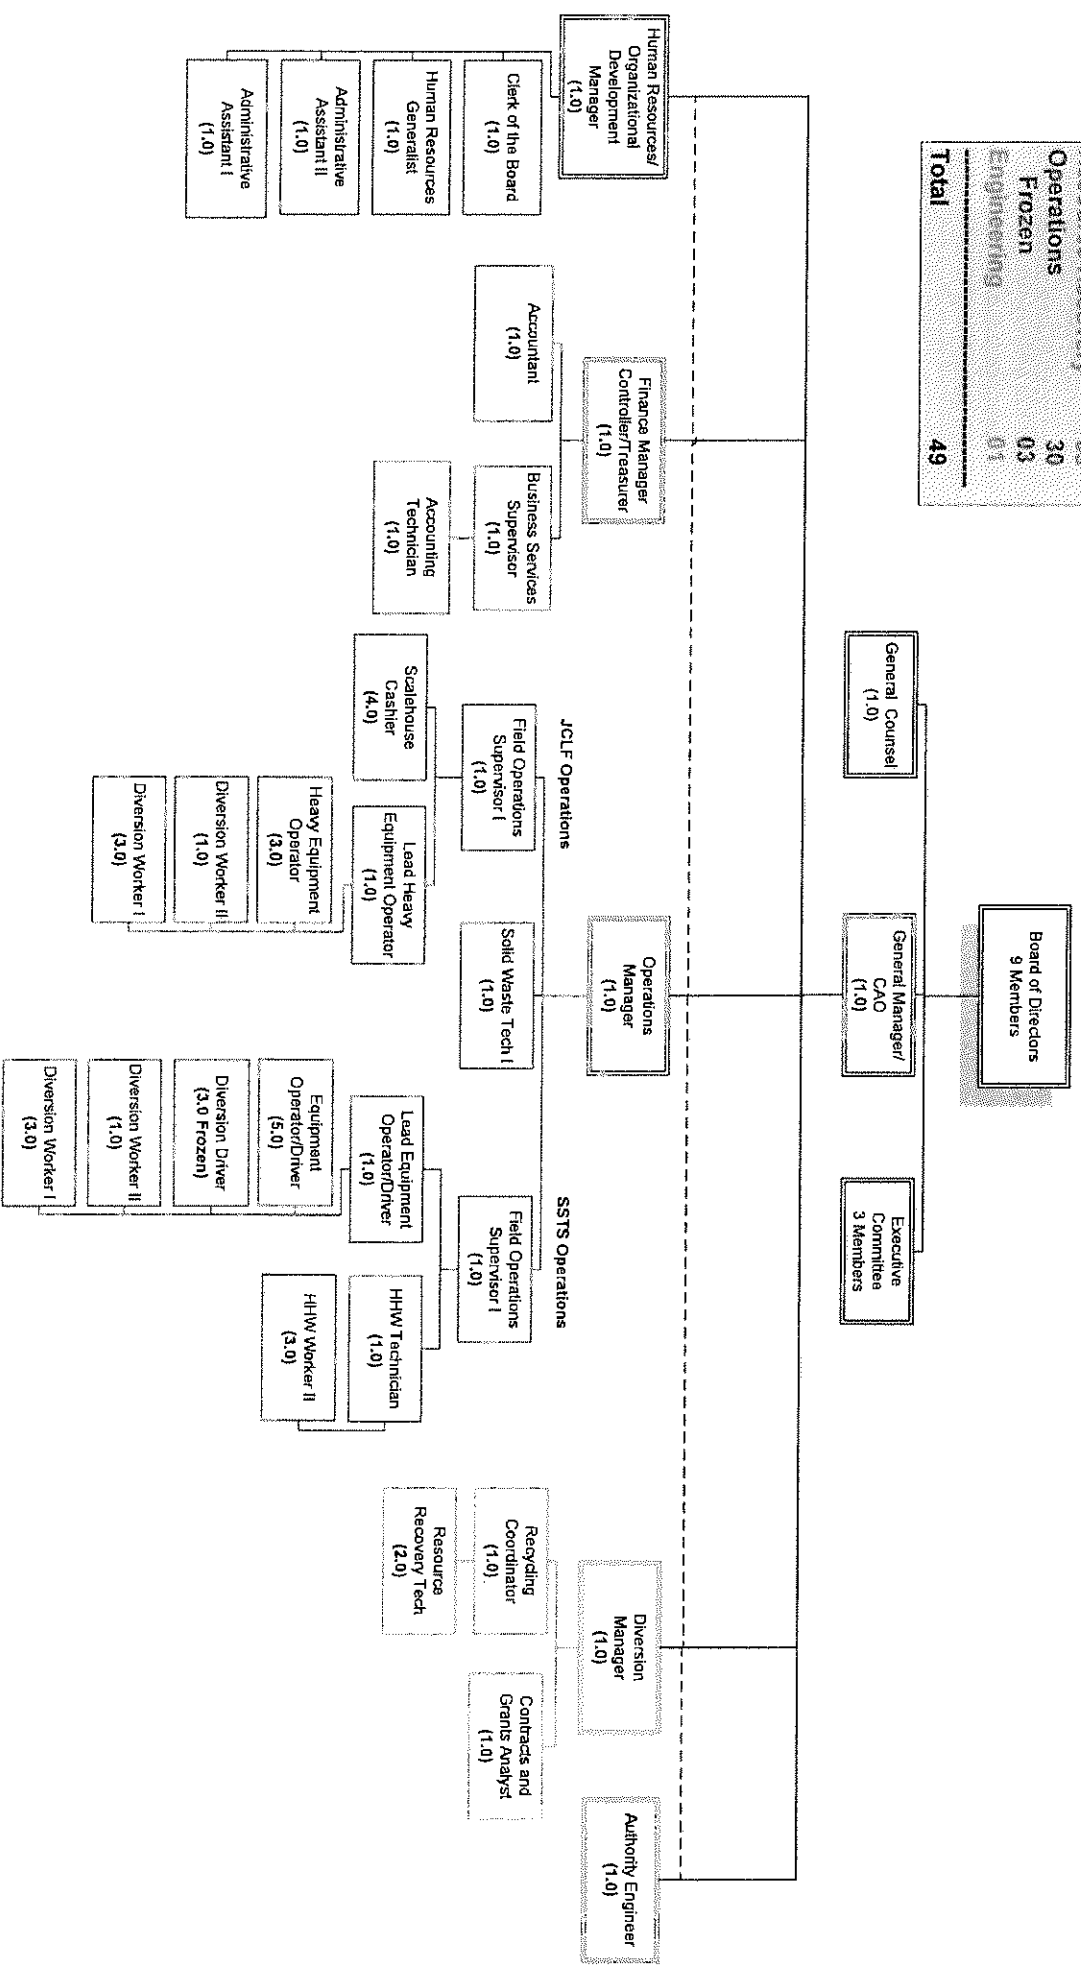 Operations 30
Frozen 03
Engineering 01
Total 49
Board of Directors
9 Members
General Counsel
(1.0)
General Manager/
CAO
(1.0)
Executive
Committee
3 Members
Human Resources/
Organizational
Development
Manager
(1.0)
Clerk of the Board
(1.0)
Human Resources
Generalist
(1.0)
Administrative
Assistant II
(1.0)
Administrative
Assistant I
(1.0)
Finance Manager
Controller/Treasurer
(1.0)
Accountant
(1.0)
Business Services
Supervisor
(1.0)
Accounting
Technician
(1.0)
Operations
Manager
(1.0)
JCLF Operations
Field Operations
Supervisor I
(1.0)
Scalehouse
Cashier
(4.0)
Lead Heavy
Equipment Operator
(1.0)
Heavy Equipment
Operator
(3.0)
Diversion Worker II
(1.0)
Diversion Worker I
(3.0)
Solid Waste Tech I
(1.0)
SSTS Operations
Field Operations
Supervisor I
(1.0)
Lead Equipment
Operator/Driver
(1.0)
Equipment
Operator/Driver
(5.0)
Diversion Driver
(3.0 Frozen)
Diversion Worker II
(1.0)
Diversion Worker I
(3.0)
HHW Technician
(1.0)
HHW Worker II
(3.0)
Diversion
Manager
(1.0)
Recycling
Coordinator
(1.0)
Resource
Recovery Tech
(2.0)
Contracts and
Grants Analyst
(1.0)
Authority Engineer
(1.0)